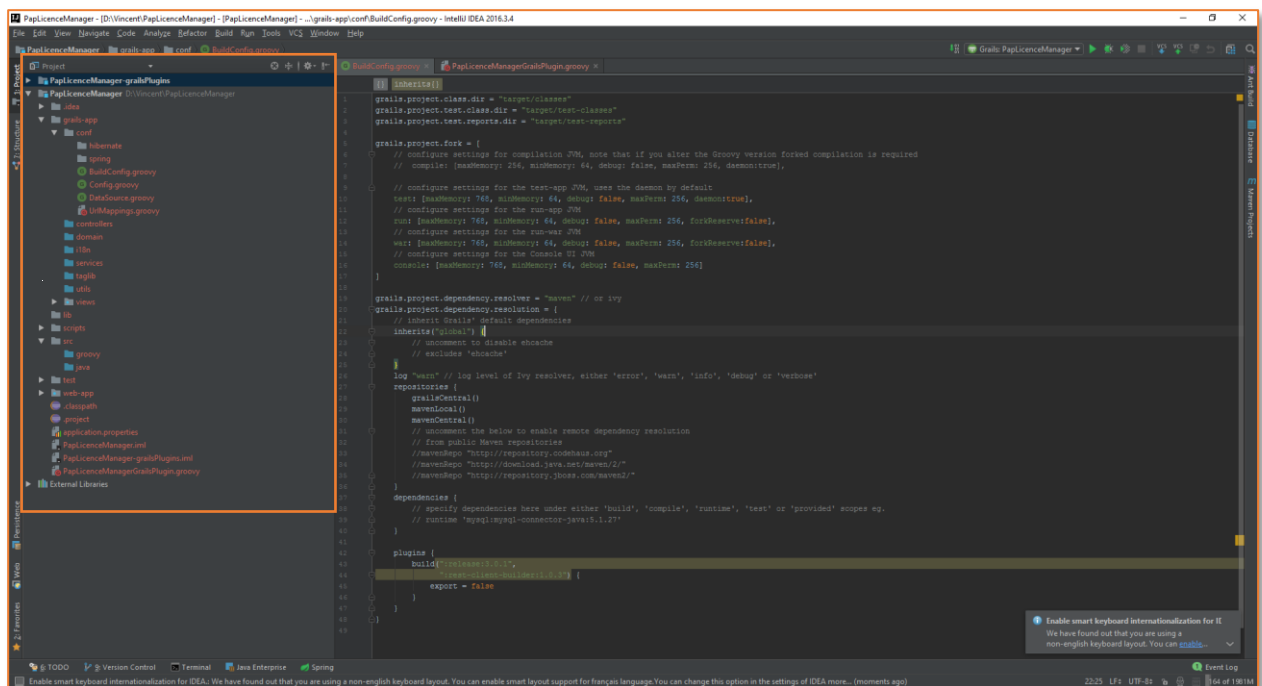 PapLicenceManager - [D:\Vincent\PapLicenceManager] - [PapLicenceManager] - ...\grails-app\conf\BuildConfig.groovy - IntelliJ IDEA 2016.3.4
File Edit View Navigate Code Analyze Refactor Build Run Tools VCS Window Help
PapLicenceManager grails-app conf BuildConfig.groovy
Grails: PapLicenceManager
Project
BuildConfig.groovy
PapLicenceManagerGrailsPlugin.groovy
1: Project
7: Structure
Persistence
Web
2: Favorites
PapLicenceManager-grailsPlugins
PapLicenceManager D:\Vincent\PapLicenceManager
.idea
grails-app
conf
hibernate
spring
BuildConfig.groovy
Config.groovy
DataSource.groovy
UrlMappings.groovy
controllers
domain
i18n
services
taglib
utils
views
lib
scripts
src
groovy
java
test
web-app
.classpath
.project
application.properties
PapLicenceManager.iml
PapLicenceManager-grailsPlugins.iml
PapLicenceManagerGrailsPlugin.groovy
External Libraries
{} inherits{}
grails.project.class.dir = "target/classes"
grails.project.test.class.dir = "target/test-classes"
grails.project.test.reports.dir = "target/test-reports"
grails.project.fork = [
// configure settings for compilation JVM, note that if you alter the Groovy version forked compilation is required
// compile: [maxMemory: 256, minMemory: 64, debug: false, maxPerm: 256, daemon:true],
// configure settings for the test-app JVM, uses the daemon by default
test: [maxMemory: 768, minMemory: 64, debug: false, maxPerm: 256, daemon:true],
// configure settings for the run-app JVM
run: [maxMemory: 768, minMemory: 64, debug: false, maxPerm: 256, forkReserve:false],
// configure settings for the run-war JVM
war: [maxMemory: 768, minMemory: 64, debug: false, maxPerm: 256, forkReserve:false],
// configure settings for the Console UI JVM
console: [maxMemory: 768, minMemory: 64, debug: false, maxPerm: 256]
]
grails.project.dependency.resolver = "maven" // or ivy
grails.project.dependency.resolution = {
// inherit Grails' default dependencies
inherits("global") {
// uncomment to disable ehcache
// excludes 'ehcache'
}
log "warn" // log level of Ivy resolver, either 'error', 'warn', 'info', 'debug' or 'verbose'
repositories {
grailsCentral()
mavenLocal()
mavenCentral()
// uncomment the below to enable remote dependency resolution
// from public Maven repositories
//mavenRepo "http://repository.codehaus.org"
//mavenRepo "http://download.java.net/maven/2/"
//mavenRepo "http://repository.jboss.com/maven2/"
}
dependencies {
// specify dependencies here under either 'build', 'compile', 'runtime', 'test' or 'provided' scopes eg.
// runtime 'mysql:mysql-connector-java:5.1.27'
}
plugins {
build(":release:3.0.1",
":rest-client-builder:1.0.3") {
export = false
}
}
}
Ant Build
Database
Maven Projects
Enable smart keyboard internationalization for IE
We have found out that you are using a
non-english keyboard layout. You can enable...
6: TODO 9: Version Control Terminal Java Enterprise Spring
Event Log
Enable smart keyboard internationalization for IDEA.: We have found out that you are using a non-english keyboard layout. You can enable smart layout support for français language.You can change this option in the settings of IDEA more... (moments ago)
22:25 LF÷ UTF-8÷ 164 of 1981M